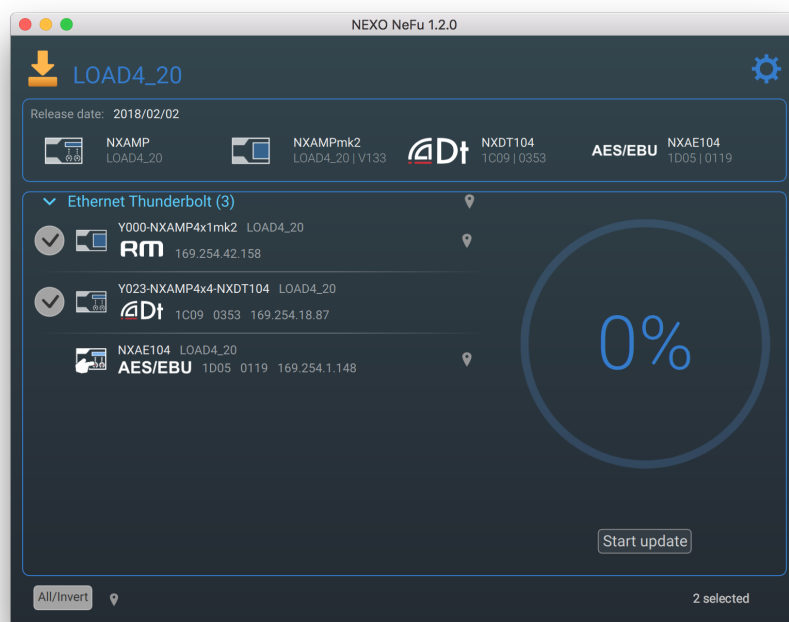 NEXO NeFu 1.2.0
LOAD4_20
Release date: 2018/02/02
NXAMP
LOAD4_20
NXAMPmk2
LOAD4_20 | V133
Dt
NXDT104
1C09 | 0353
AES/EBU
NXAE104
1D05 | 0119
Ethernet Thunderbolt (3)
Y000-NXAMP4x1mk2 LOAD4_20
RM 169.254.42.158
Y023-NXAMP4x4-NXDT104 LOAD4_20
Dt 1C09 0353 169.254.18.87
NXAE104 LOAD4_20
AES/EBU 1D05 0119 169.254.1.148
0%
Start update
All/Invert
2 selected